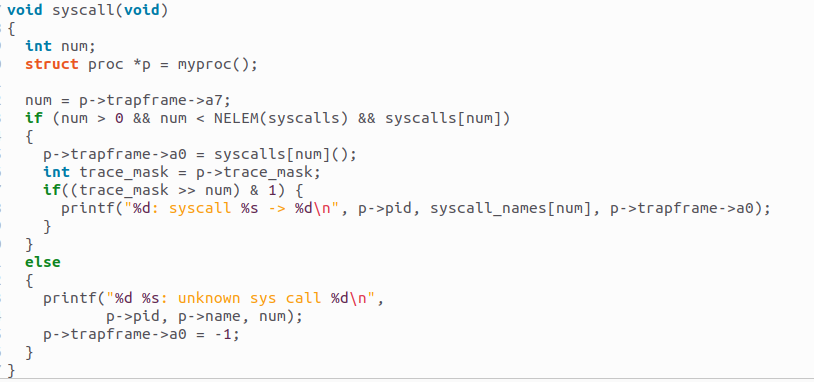 void syscall(void)
{
  int num;
  struct proc *p = myproc();

  num = p->trapframe->a7;
  if (num > 0 && num < NELEM(syscalls) && syscalls[num])
  {
    p->trapframe->a0 = syscalls[num]();
    int trace_mask = p->trace_mask;
    if((trace_mask >> num) & 1) {
      printf("%d: syscall %s -> %d\n", p->pid, syscall_names[num], p->trapframe->a0);
    }
  }
  else
  {
    printf("%d %s: unknown sys call %d\n",
           p->pid, p->name, num);
    p->trapframe->a0 = -1;
  }
}